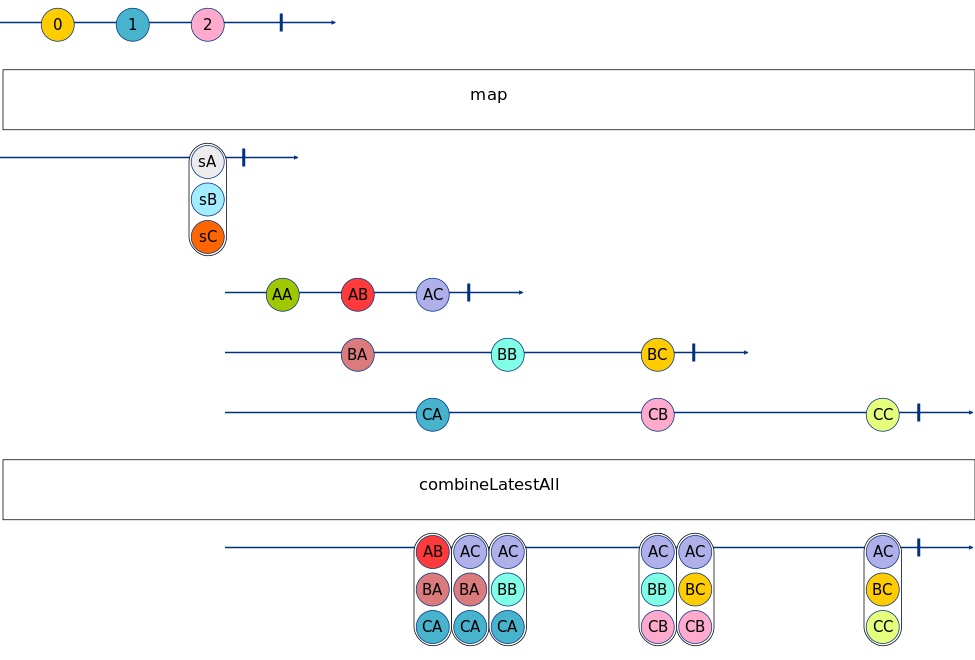 0 1 2
map
sA
sB
sC
AA AB AC
BA BB BC
CA CB CC
combineLatestAll
AB AC AC AC AC AC
BA BA BB BB BC BC
CA CA CA CB CB CC